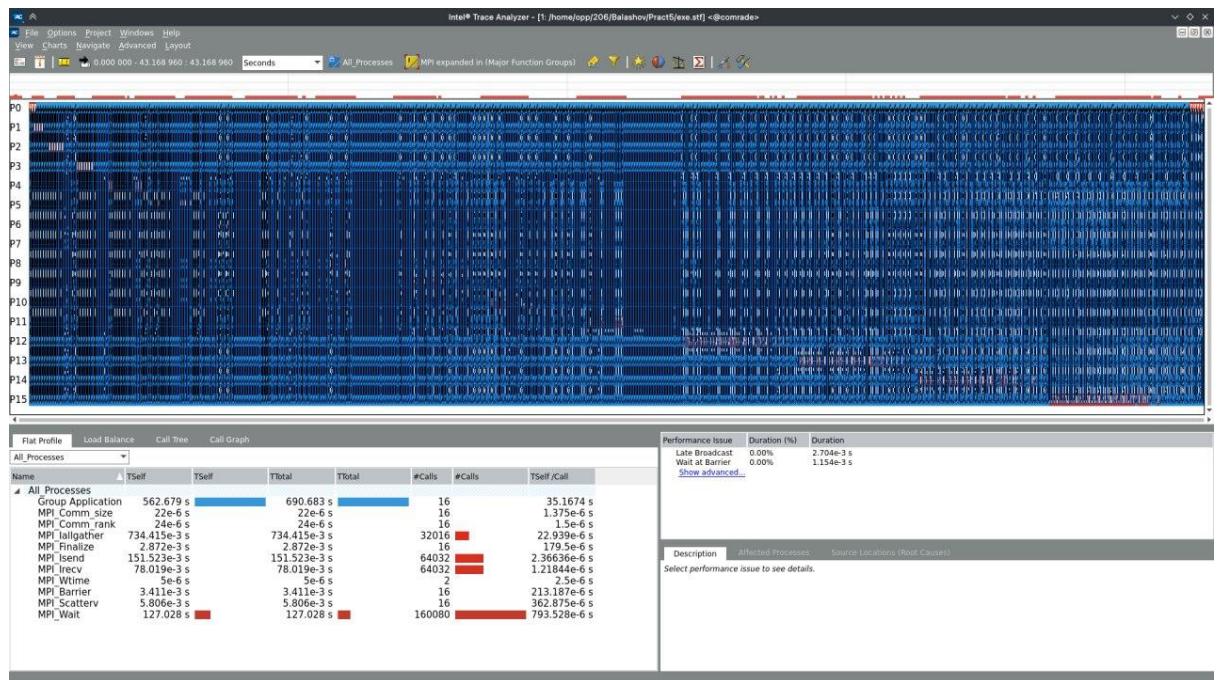 Intel® Trace Analyzer - [1: /home/opp/206/Balashov/Pract5/exe.stf] <@comrade>
File Options Project Windows Help
View Charts Navigate Advanced Layout
0.000 000 - 43.168 960 : 43.168 960 Seconds All_Processes MPI expanded in (Major Function Groups)
P0
P1
P2
P3
P4
P5
P6
P7
P8
P9
P10
P11
P12
P13
P14
P15
Flat Profile Load Balance Call Tree Call Graph
All_Processes
Name TSelf TSelf TTotal TTotal #Calls #Calls TSelf /Call
All_Processes
Group Application 562.679 s 690.683 s 16 35.1674 s
MPI_Comm_size 22e-6 s 22e-6 s 16 1.375e-6 s
MPI_Comm_rank 24e-6 s 24e-6 s 16 1.5e-6 s
MPI_Iallgather 734.415e-3 s 734.415e-3 s 32016 22.939e-6 s
MPI_Finalize 2.872e-3 s 2.872e-3 s 16 179.5e-6 s
MPI_Isend 151.523e-3 s 151.523e-3 s 64032 2.36636e-6 s
MPI_Irecv 78.019e-3 s 78.019e-3 s 64032 1.21844e-6 s
MPI_Wtime 5e-6 s 5e-6 s 2 2.5e-6 s
MPI_Barrier 3.411e-3 s 3.411e-3 s 16 213.187e-6 s
MPI_Scatterv 5.806e-3 s 5.806e-3 s 16 362.875e-6 s
MPI_Wait 127.028 s 127.028 s 160080 793.528e-6 s
Performance Issue Duration (%) Duration
Late Broadcast 0.00% 2.704e-3 s
Wait at Barrier 0.00% 1.154e-3 s
Show advanced...
Description Affected Processes Source Locations (Root Causes)
Select performance issue to see details.